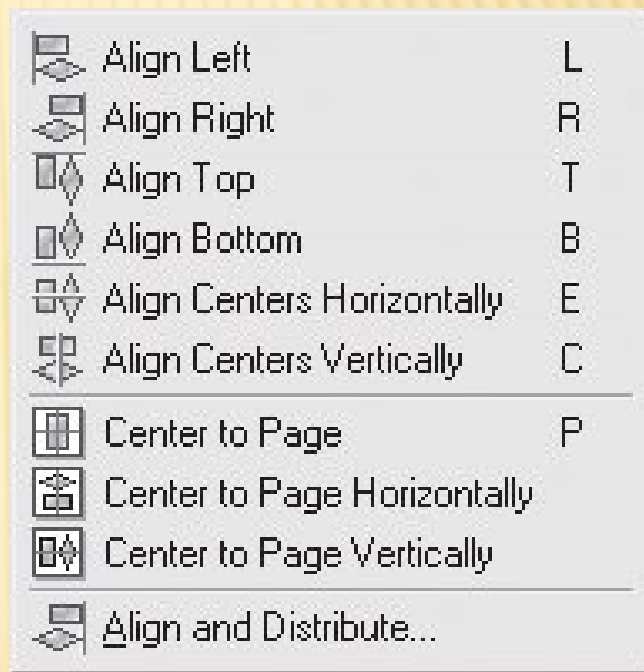 Align Left L
Align Right R
Align Top T
Align Bottom B
Align Centers Horizontally E
Align Centers Vertically C
Center to Page P
Center to Page Horizontally
Center to Page Vertically
Align and Distribute...